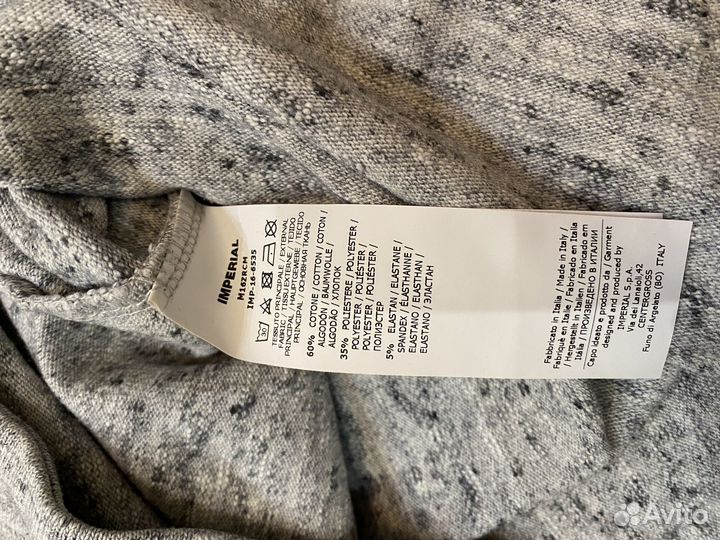 IMPERIAL
M162RCM
IMP-16-6535
30
TESSUTO PRINCIPALE / EXTERNAL
FABRIC / TISSU EXTERNE / TEJIDO
PRINCIPAL / HAUPTGEWEBE / TECIDO
PRINCIPAL / ОСНОВНАЯ ТКАНЬ
60% COTONE / COTTON / COTON /
ALGODÓN / BAUMWOLLE /
ALGODÃO / ХЛОПОК
35% POLIESTERE / POLYESTER /
POLYESTER / POLIÉSTER /
POLYESTER / POLIÉSTER /
ПОЛИЭСТЕР
5% ELASTAN / ELASTANE /
SPANDEX / ÉLASTHANNE /
ELASTANO / ELASTHAN /
ELASTANO / ЭЛАСТАН
Fabbricato in Italia / Made in Italy /
Fabriqué en Italie / Fabricado en Italia
/ Hergestellt in Italien / Fabricado em
Itália / ПРОИЗВЕДЕНО В ИТАЛИИ
Capo ideato e prodotto da / Garment
designed and produced by
IMPERIAL S.p.A.
Via dei Lanaioli,42
CENTERGROSS
Funo di Argelato (BO) ITALY
Avito